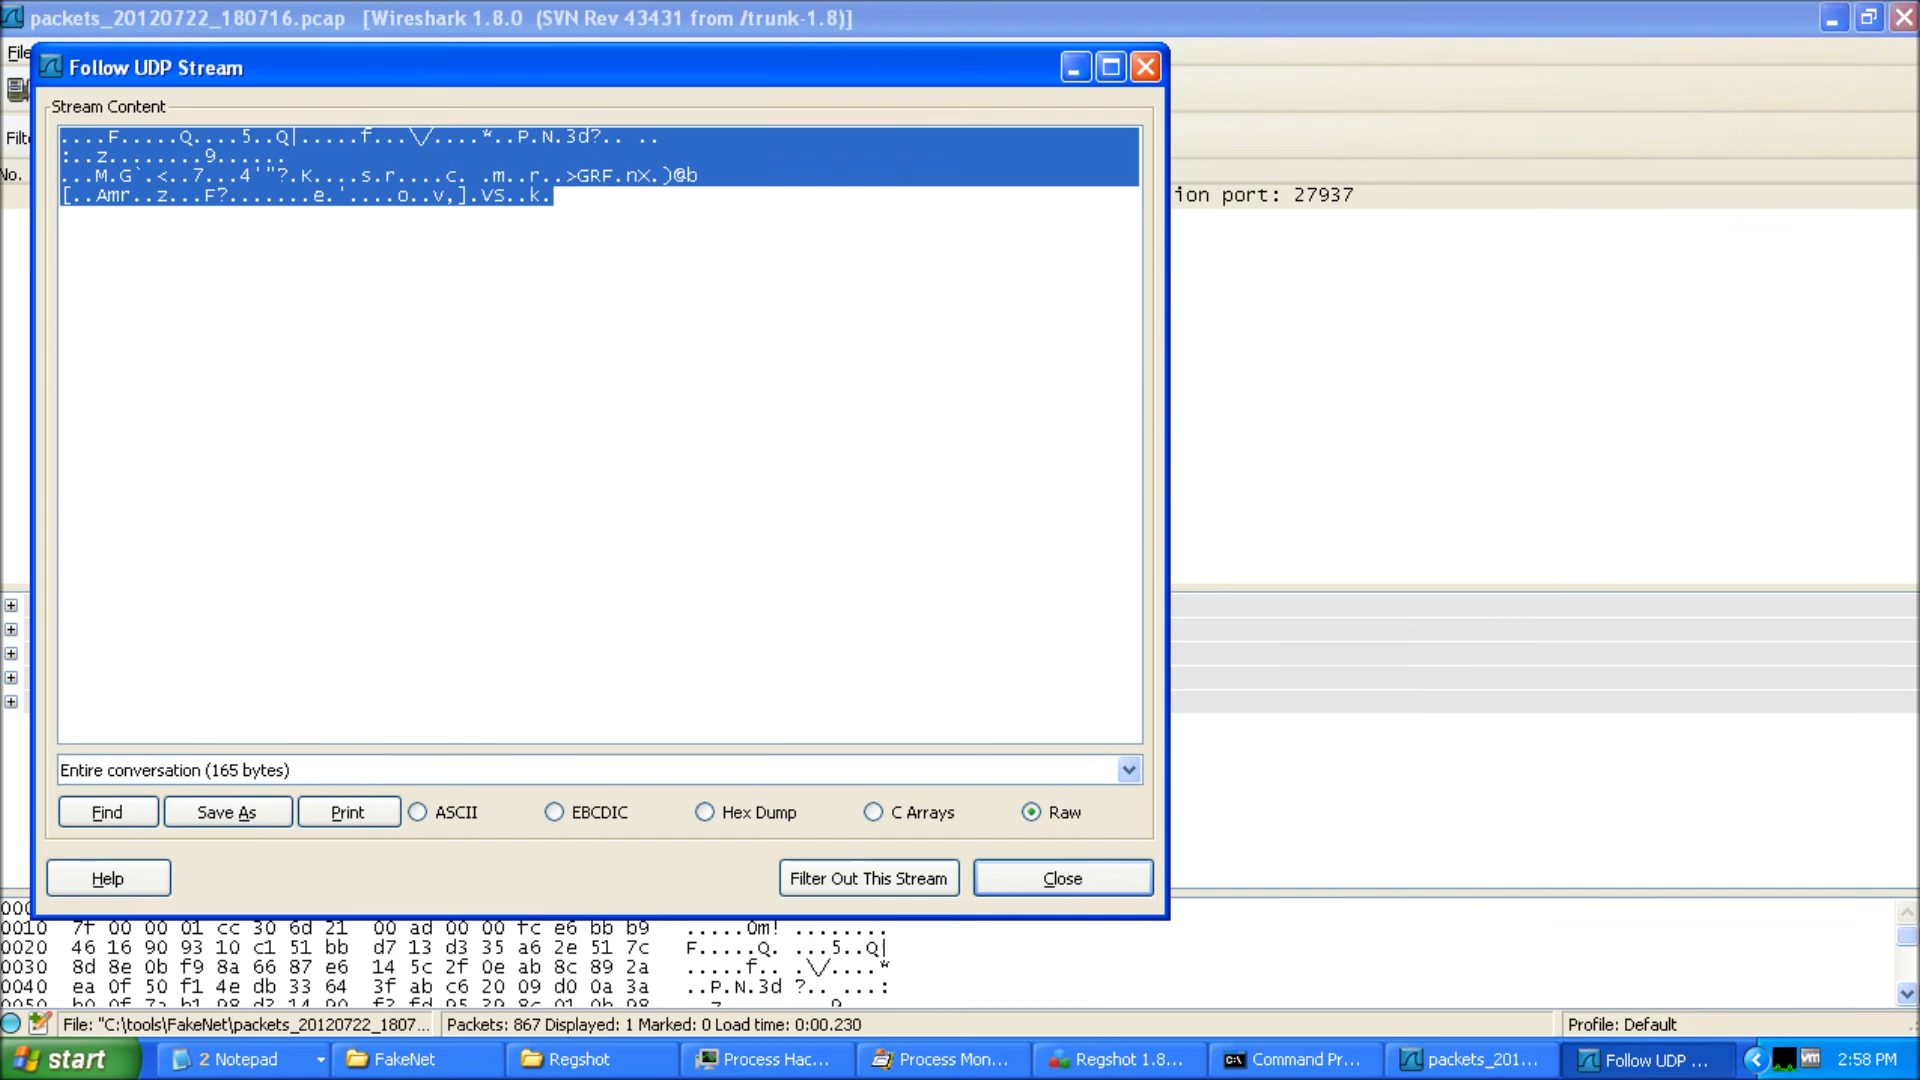 packets_20120722_180716.pcap [Wireshark 1.8.0 (SVN Rev 43431 from /trunk-1.8)]
File
Follow UDP Stream
Stream Content
Filt
....F.....Q....5..Q|.....f...\/....*..P.N.3d?.. ..
:..z........9......
...M.G`.<..7...4'"?.K....s.r....c. .m..r..>GRF.nX.)@b
[..Amr..z...F?.......e.'....o..v,].VS..k.
No.
ion port: 27937
Entire conversation (165 bytes)
Find Save As Print ASCII EBCDIC Hex Dump C Arrays Raw
Help Filter Out This Stream Close
0010 7f 00 00 01 cc 30 6d 21 00 ad 00 00 fc e6 bb b9 .....0m! ........
0020 46 16 90 93 10 c1 51 bb d7 13 d3 35 a6 2e 51 7c F.....Q. ...5..Q|
0030 8d 8e 0b f9 8a 66 87 e6 14 5c 2f 0e ab 8c 89 2a .....f.. .\/....*
0040 ea 0f 50 f1 4e db 33 64 3f ab c6 20 09 d0 0a 3a ..P.N.3d ?.. ...:
File: "C:\tools\FakeNet\packets_20120722_1807... Packets: 867 Displayed: 1 Marked: 0 Load time: 0:00.230 Profile: Default
start 2 Notepad FakeNet Regshot Process Hac... Process Mon... Regshot 1.8... Command Pr... packets_201... Follow UDP ... vm 2:58 PM